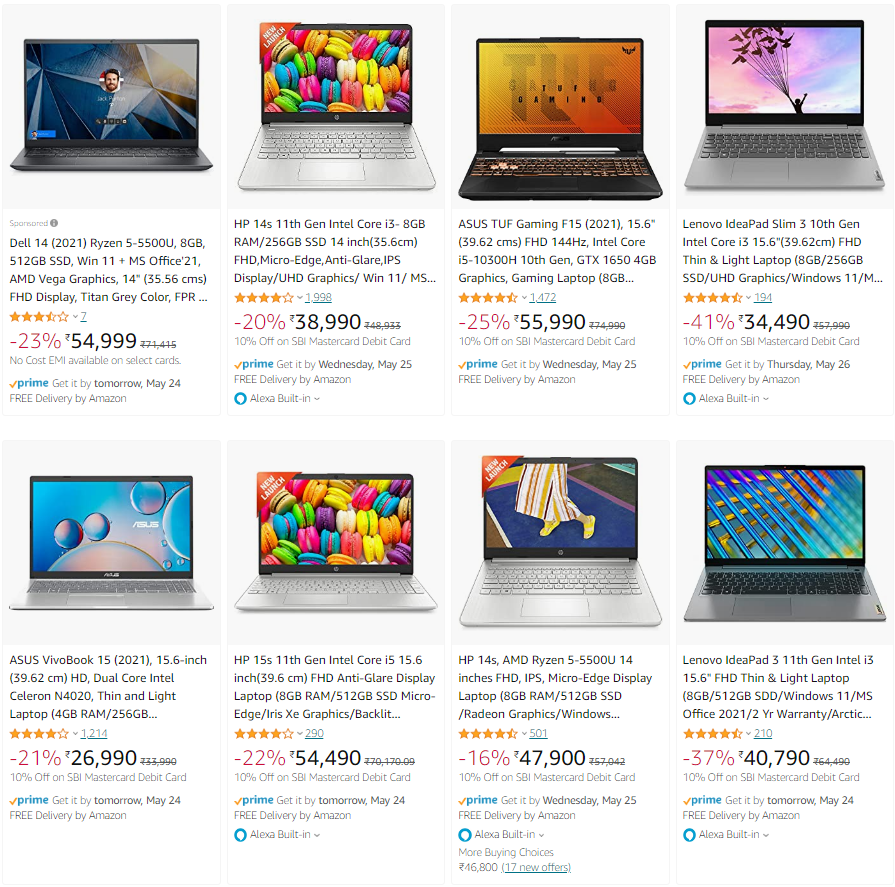 Jack Parker
NEW LAUNCH
TUF
GAMING
ASUS
Sponsored
Dell 14 (2021) Ryzen 5-5500U, 8GB,
512GB SSD, Win 11 + MS Office'21,
AMD Vega Graphics, 14" (35.56 cms)
FHD Display, Titan Grey Color, FPR ...
7
-23% ₹54,999 ₹71,415
No Cost EMI available on select cards.
prime Get it by tomorrow, May 24
FREE Delivery by Amazon
HP 14s 11th Gen Intel Core i3- 8GB
RAM/256GB SSD 14 inch(35.6cm)
FHD,Micro-Edge,Anti-Glare,IPS
Display/UHD Graphics/ Win 11/ MS...
1,998
-20% ₹38,990 ₹48,933
10% Off on SBI Mastercard Debit Card
prime Get it by Wednesday, May 25
FREE Delivery by Amazon
Alexa Built-in
ASUS TUF Gaming F15 (2021), 15.6"
(39.62 cms) FHD 144Hz, Intel Core
i5-10300H 10th Gen, GTX 1650 4GB
Graphics, Gaming Laptop (8GB...
1,472
-25% ₹55,990 ₹74,990
10% Off on SBI Mastercard Debit Card
prime Get it by Wednesday, May 25
FREE Delivery by Amazon
Lenovo IdeaPad Slim 3 10th Gen
Intel Core i3 15.6"(39.62cm) FHD
Thin & Light Laptop (8GB/256GB
SSD/UHD Graphics/Windows 11/M...
194
-41% ₹34,490 ₹57,990
10% Off on SBI Mastercard Debit Card
prime Get it by Thursday, May 26
FREE Delivery by Amazon
Alexa Built-in
ASUS
ASUS
NEW LAUNCH
NEW LAUNCH
ASUS VivoBook 15 (2021), 15.6-inch
(39.62 cm) HD, Dual Core Intel
Celeron N4020, Thin and Light
Laptop (4GB RAM/256GB...
1,214
-21% ₹26,990 ₹33,990
10% Off on SBI Mastercard Debit Card
prime Get it by tomorrow, May 24
FREE Delivery by Amazon
HP 15s 11th Gen Intel Core i5 15.6
inch(39.6 cm) FHD Anti-Glare Display
Laptop (8GB RAM/512GB SSD Micro-
Edge/Iris Xe Graphics/Backlit...
290
-22% ₹54,490 ₹70,170.09
10% Off on SBI Mastercard Debit Card
prime Get it by tomorrow, May 24
FREE Delivery by Amazon
Alexa Built-in
HP 14s, AMD Ryzen 5-5500U 14
inches FHD, IPS, Micro-Edge Display
Laptop (8GB RAM/512GB SSD
/Radeon Graphics/Windows...
501
-16% ₹47,900 ₹57,042
10% Off on SBI Mastercard Debit Card
prime Get it by Wednesday, May 25
FREE Delivery by Amazon
Alexa Built-in
More Buying Choices
₹46,800 (17 new offers)
Lenovo IdeaPad 3 11th Gen Intel i3
15.6" FHD Thin & Light Laptop
(8GB/512GB SDD/Windows 11/MS
Office 2021/2 Yr Warranty/Arctic...
210
-37% ₹40,790 ₹64,490
10% Off on SBI Mastercard Debit Card
prime Get it by tomorrow, May 24
FREE Delivery by Amazon
Alexa Built-in